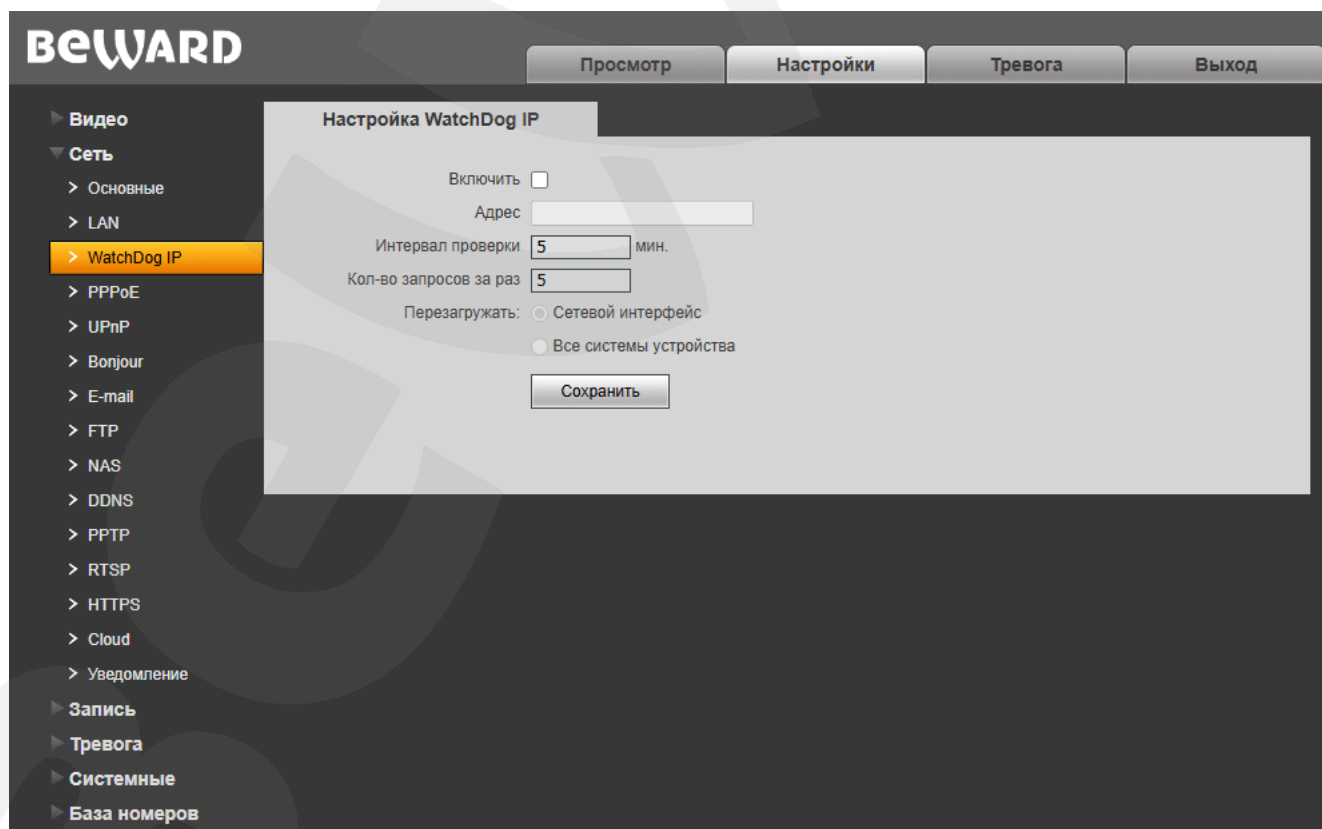 BEWARD
Просмотр
Настройки
Тревога
Выход
Видео
Сеть
Основные
LAN
WatchDog IP
PPPoE
UPnP
Bonjour
E-mail
FTP
NAS
DDNS
PPTP
RTSP
HTTPS
Cloud
Уведомление
Запись
Тревога
Системные
База номеров
Настройка WatchDog IP
Включить
Адрес
Интервал проверки 5 мин.
Кол-во запросов за раз 5
Перезагружать: Сетевой интерфейс
Все системы устройства
Сохранить